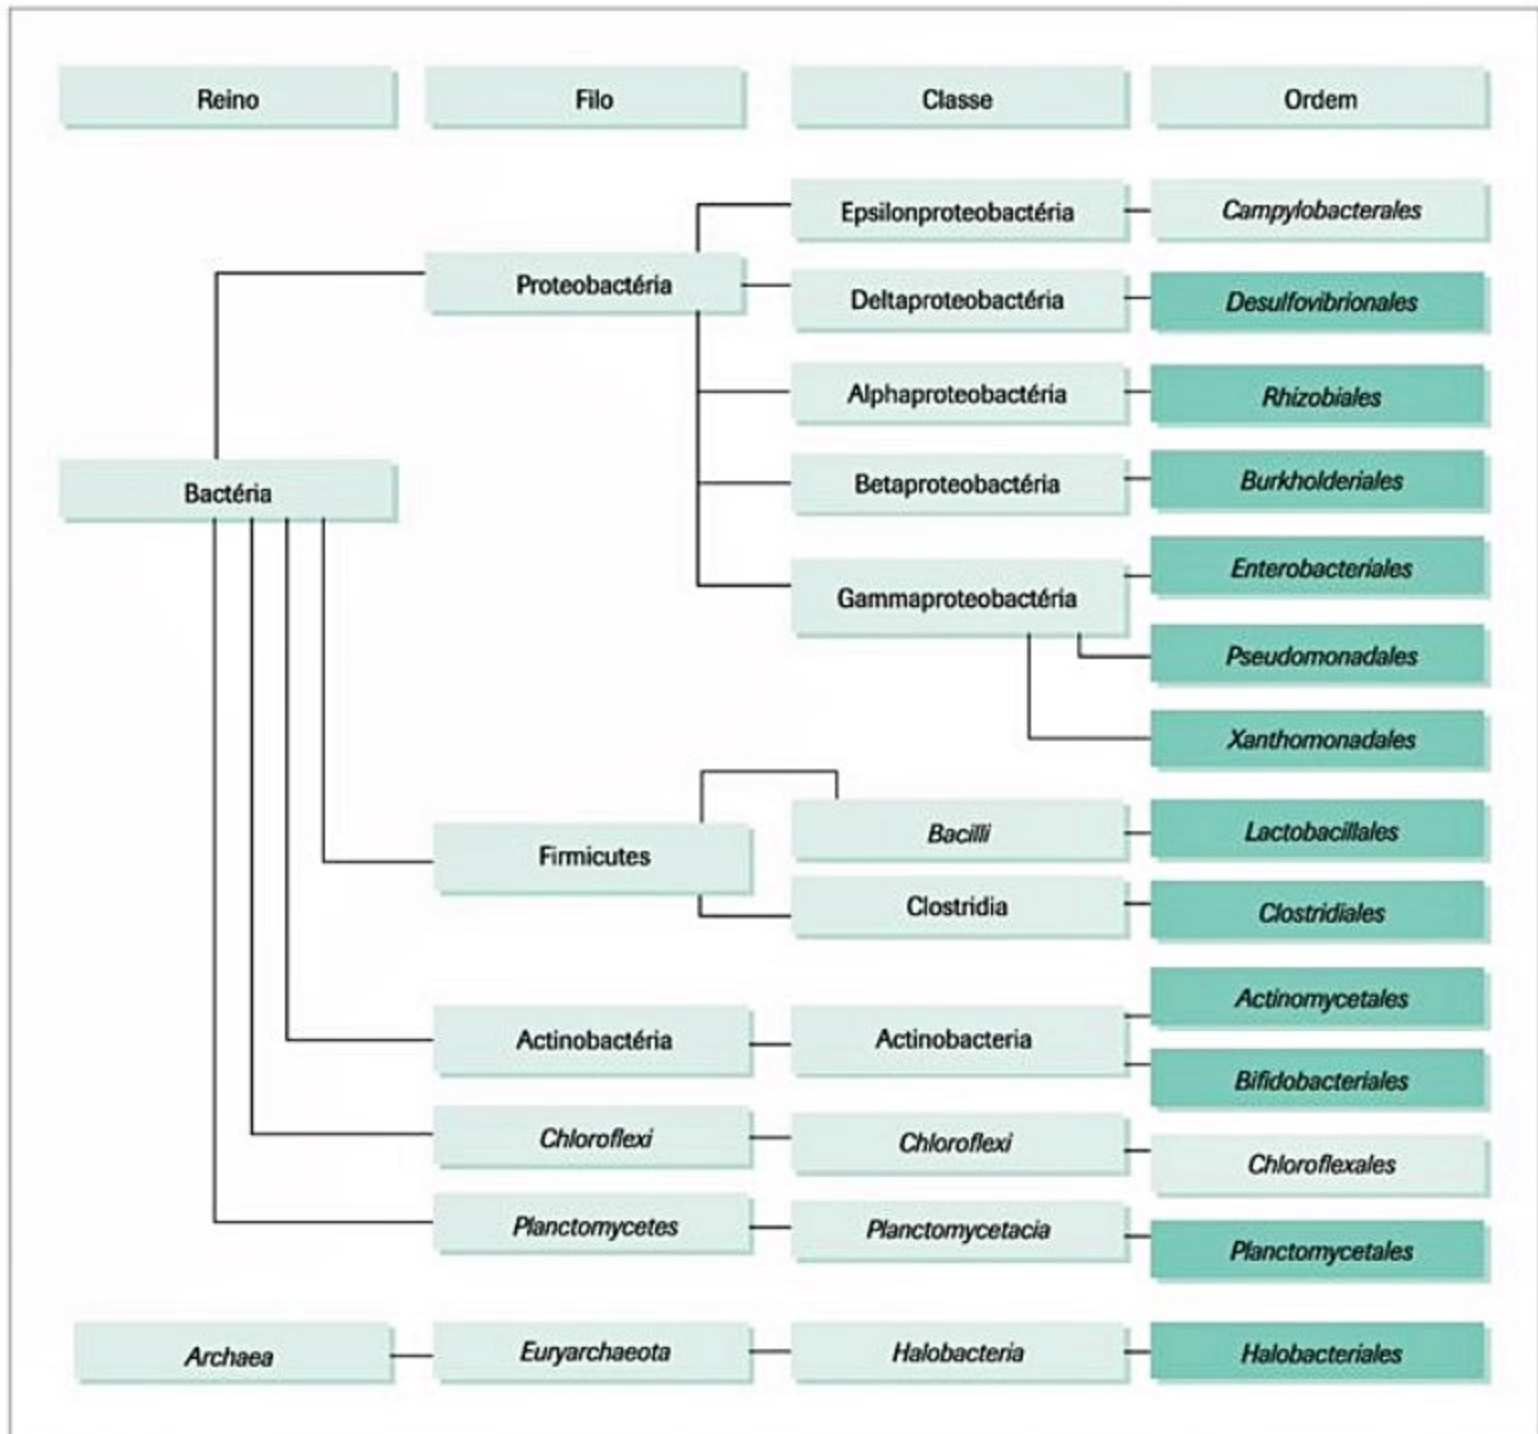 Reino
Filo
Classe
Ordem
Epsilonproteobactéria
Campylobacterales
Proteobactéria
Deltaproteobactéria
Desulfovibrionales
Alphaproteobactéria
Rhizobiales
Bactéria
Betaproteobactéria
Burkholderiales
Gammaproteobactéria
Enterobacteriales
Pseudomonadales
Xanthomonadales
Firmicutes
Bacilli
Lactobacillales
Clostridia
Clostridiales
Actinobactéria
Actinobacteria
Actinomycetales
Bifidobacteriales
Chloroflexi
Chloroflexi
Chloroflexales
Planctomycetes
Planctomycetacia
Planctomycetales
Archaea
Euryarchaeota
Halobacteria
Halobacteriales